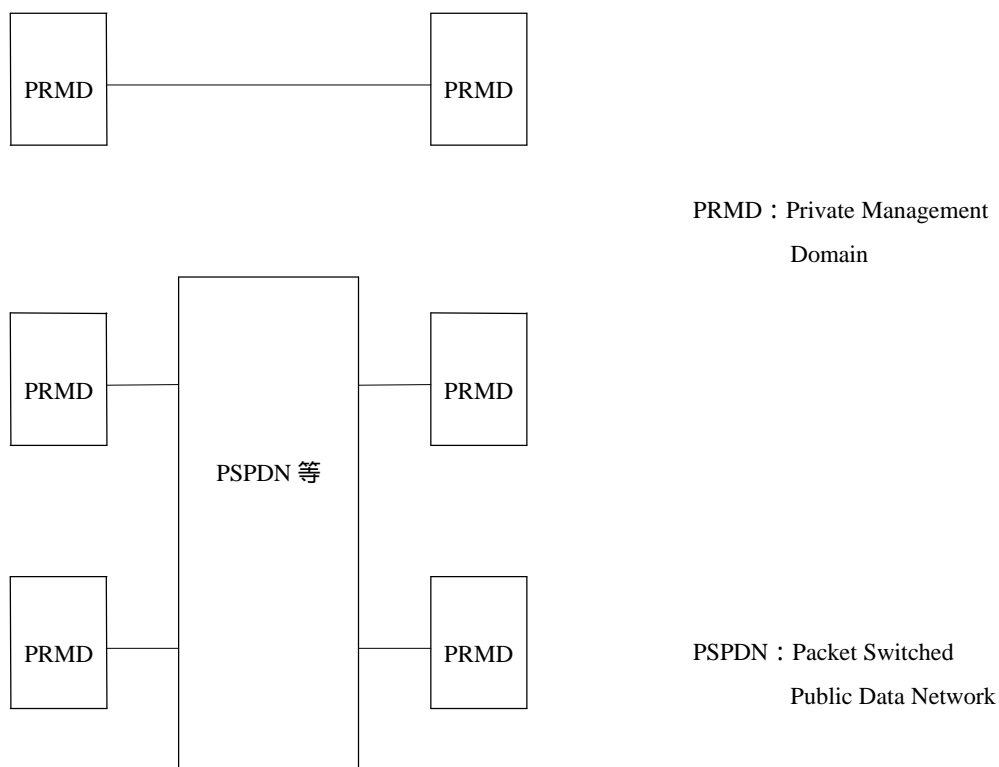 PRMD
PRMD
PRMD：Private Management
Domain
PRMD
PRMD
PSPDN 等
PRMD
PRMD
PSPDN：Packet Switched
Public Data Network